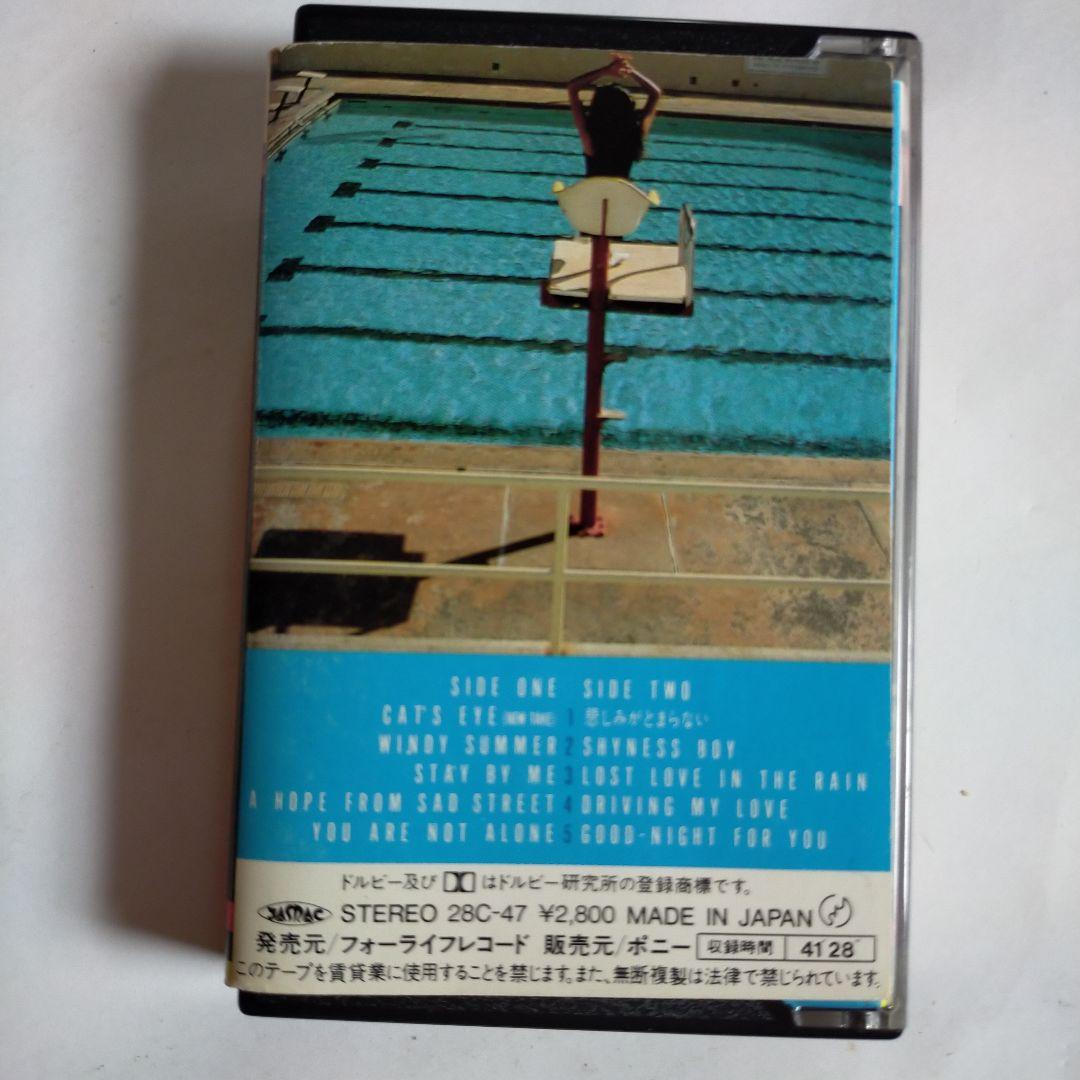 SIDE ONE SIDE TWO
CAT'S EYE (NEW TAKE) 1 悲しみがとまらない
WINDY SUMMER 2 SHYNESS BOY
STAY BY ME 3 LOST LOVE IN THE RAIN
A HOPE FROM SAD STREET 4 DRIVING MY LOVE
YOU ARE NOT ALONE 5 GOOD-NIGHT FOR YOU
ドルビー及び はドルビー研究所の登録商標です。
JASRAC STEREO 28C-47 ¥2,800 MADE IN JAPAN
発売元/フォーライフレコード 販売元/ポニー 収録時間 41'28"
このテープを賃貸業に使用することを禁じます。また、無断複製は法律で禁じられています。